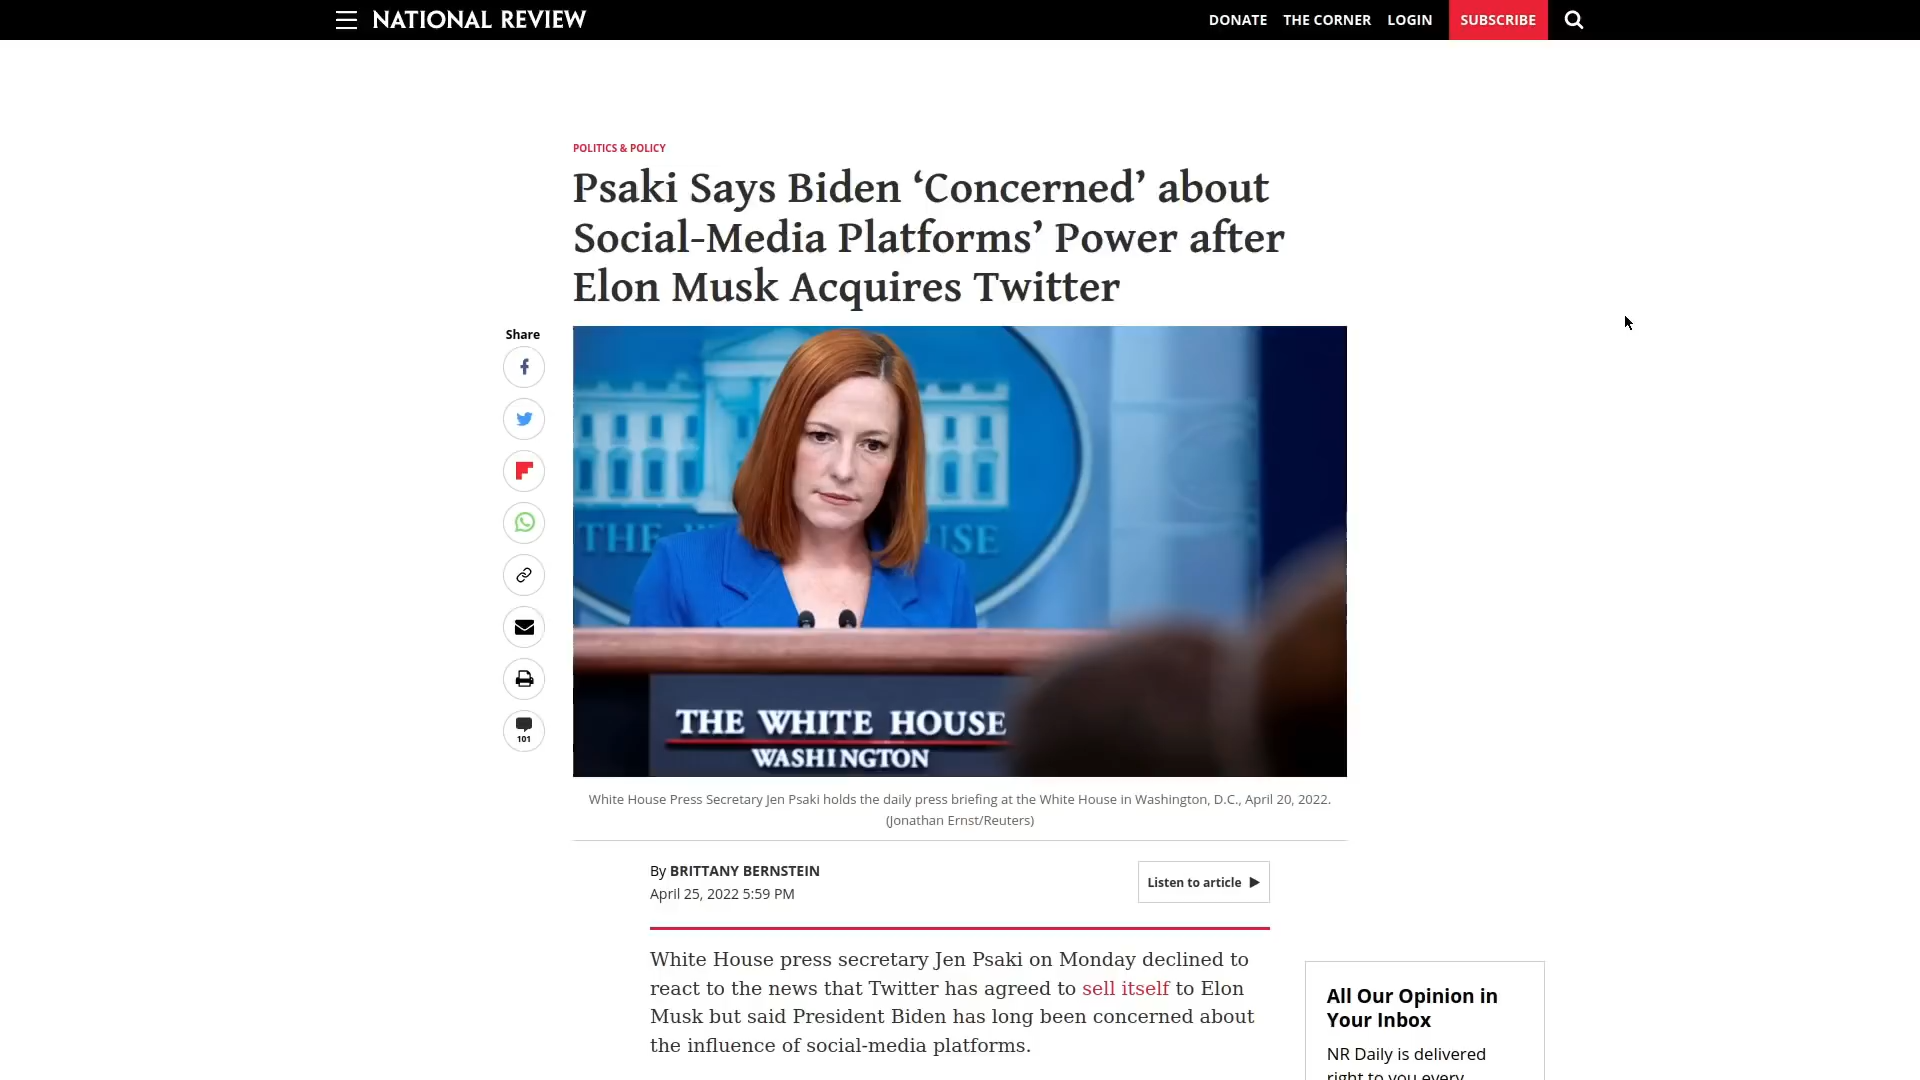 NATIONAL REVIEW
DONATE THE CORNER LOGIN SUBSCRIBE
POLITICS & POLICY
Psaki Says Biden ‘Concerned’ about
Social-Media Platforms’ Power after
Elon Musk Acquires Twitter
Share
101
THE WHITE HOUSE
WASHINGTON
White House Press Secretary Jen Psaki holds the daily press briefing at the White House in Washington, D.C., April 20, 2022.
(Jonathan Ernst/Reuters)
By BRITTANY BERNSTEIN
April 25, 2022 5:59 PM
Listen to article
White House press secretary Jen Psaki on Monday declined to
react to the news that Twitter has agreed to sell itself to Elon
Musk but said President Biden has long been concerned about
the influence of social-media platforms.
All Our Opinion in
Your Inbox
NR Daily is delivered
right to you every